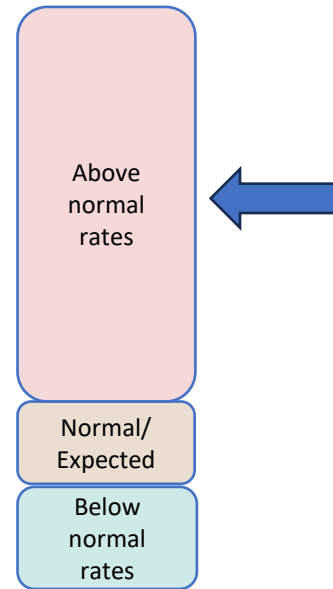 Above
normal
rates
Normal/
Expected
Below
normal
rates